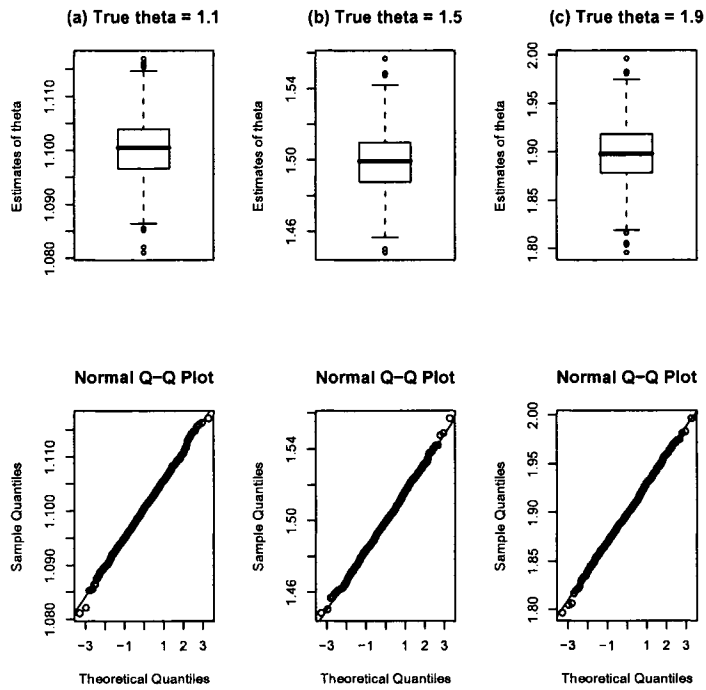 (a) True theta = 1.1
(b) True theta = 1.5
(c) True theta = 1.9
Estimates of theta
1.080 1.090 1.100 1.110
Estimates of theta
1.46 1.50 1.54
Estimates of theta
1.80 1.85 1.90 1.95 2.00
Normal Q-Q Plot
Normal Q-Q Plot
Normal Q-Q Plot
Sample Quantiles
1.080 1.090 1.100 1.110
-3 -1 1 2 3
Theoretical Quantiles
Sample Quantiles
1.46 1.50 1.54
-3 -1 1 2 3
Theoretical Quantiles
Sample Quantiles
1.80 1.85 1.90 1.95 2.00
-3 -1 1 2 3
Theoretical Quantiles